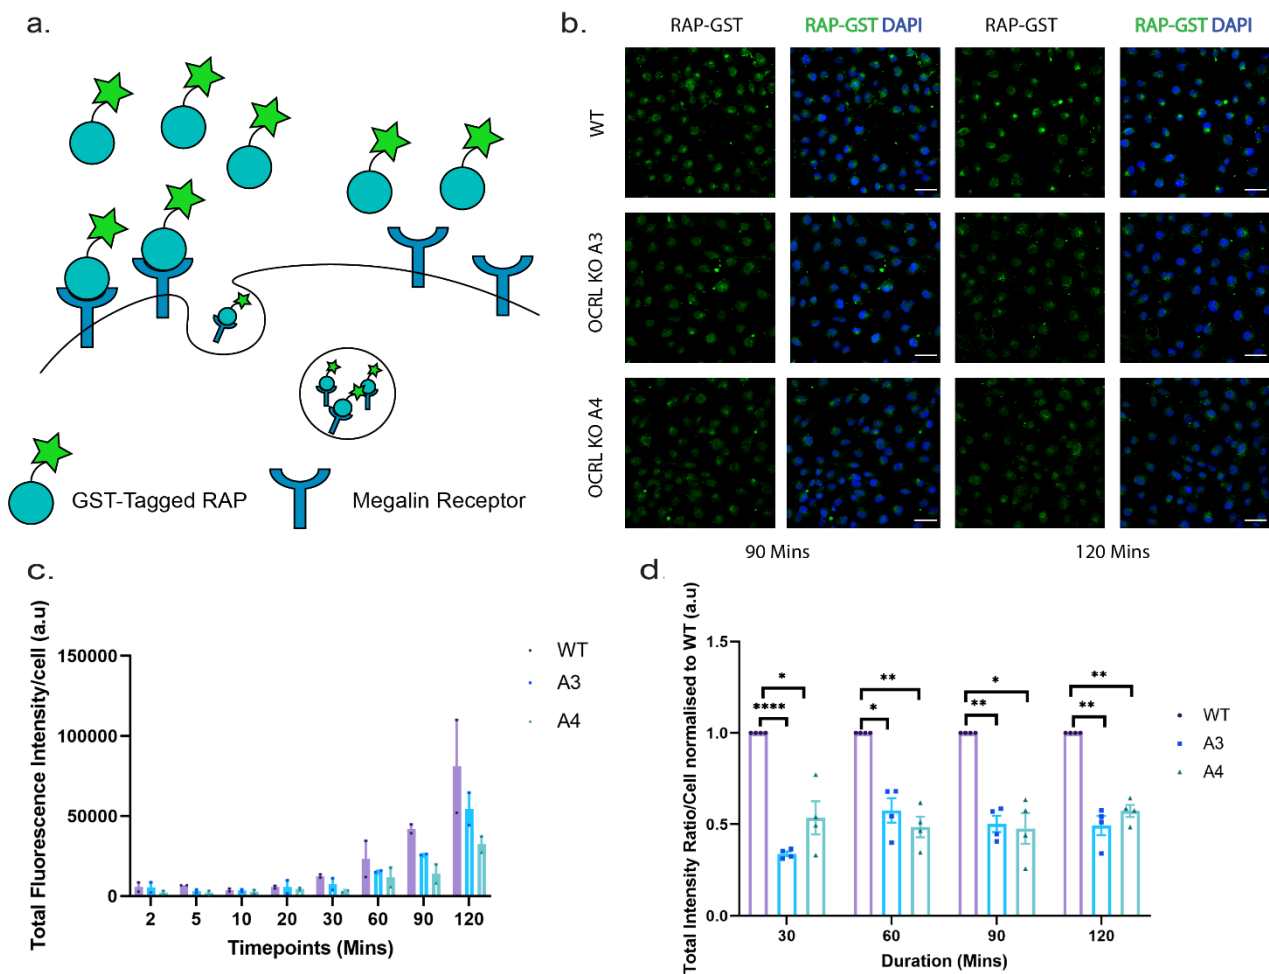 a.
GST-Tagged RAP
Megalin Receptor
b.
RAP-GST
RAP-GST DAPI
RAP-GST
RAP-GST DAPI
WT
OCRL KO A3
OCRL KO A4
90 Mins
120 Mins
c.
Total Fluorescence Intensity/cell (a.u)
150000
100000
50000
0
2 5 10 20 30 60 90 120
Timepoints (Mins)
WT
A3
A4
d.
Total Intensity Ratio/Cell normalised to WT (a.u)
1.5
1.0
0.5
0.0
* ** * **
**** * ** **
30 60 90 120
Duration (Mins)
WT
A3
A4